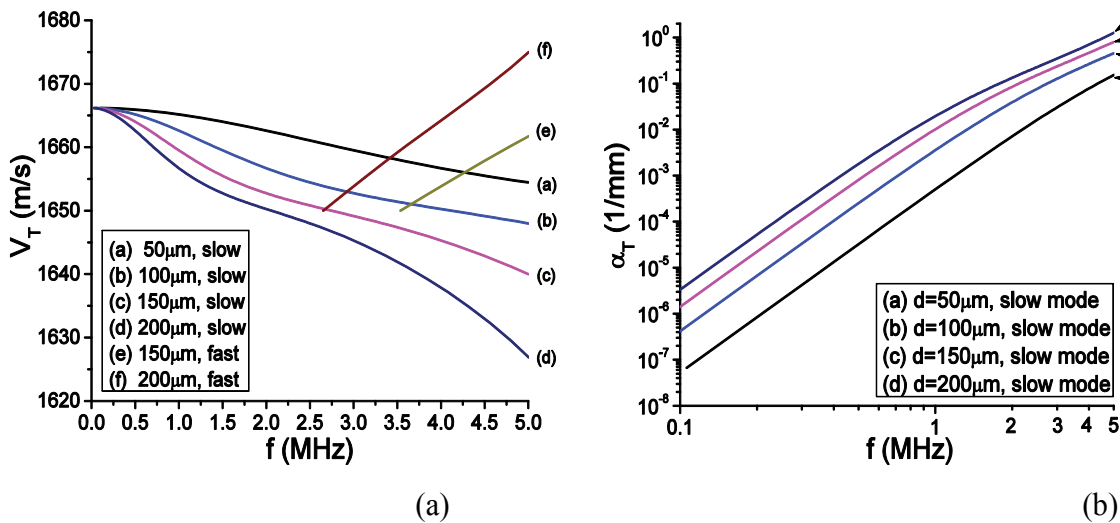 1680
1670
1660
1650
1640
1630
1620
V_T (m/s)
0.0 0.5 1.0 1.5 2.0 2.5 3.0 3.5 4.0 4.5 5.0
f (MHz)
(f)
(e)
(a)
(b)
(c)
(d)
(a) 50μm, slow
(b) 100μm, slow
(c) 150μm, slow
(d) 200μm, slow
(e) 150μm, fast
(f) 200μm, fast
(a)
10^0
10^-1
10^-2
10^-3
10^-4
10^-5
10^-6
10^-7
10^-8
α_T (1/mm)
0.1 1 2 3 4 5
f (MHz)
(a) d=50μm, slow mode
(b) d=100μm, slow mode
(c) d=150μm, slow mode
(d) d=200μm, slow mode
(b)